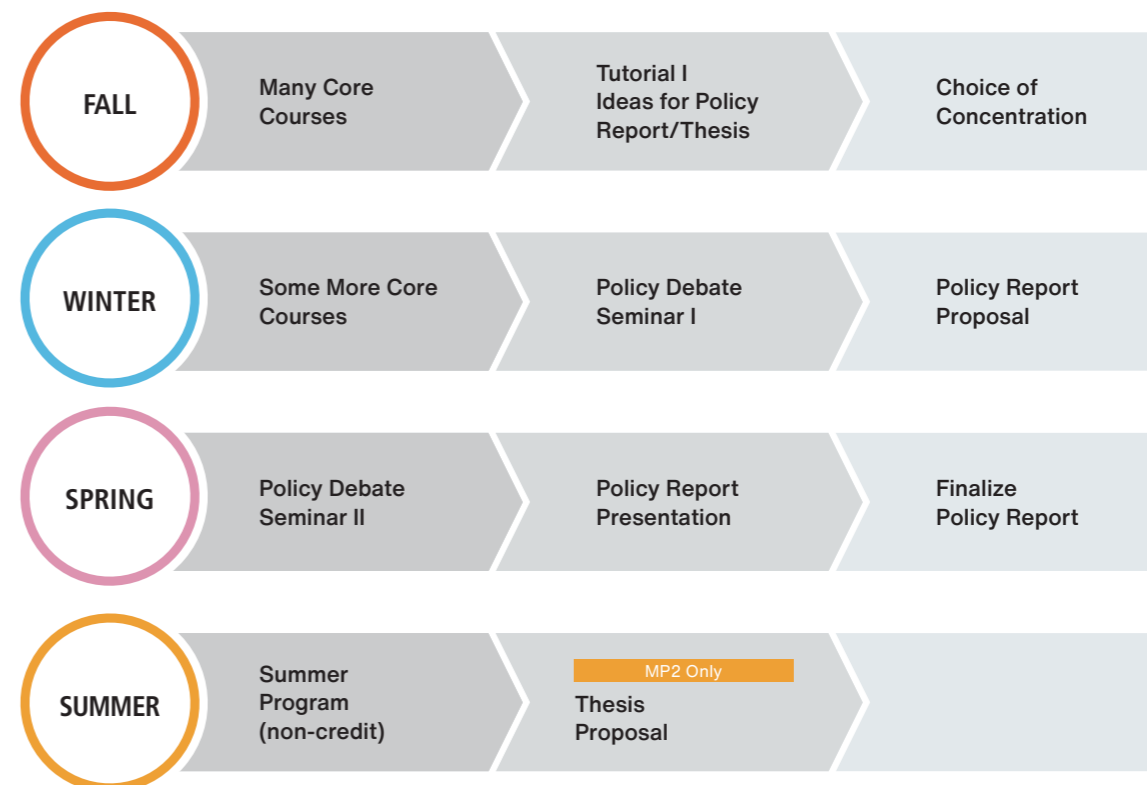 FALL
Many Core
Courses
Tutorial I
Ideas for Policy
Report/Thesis
Choice of
Concentration
WINTER
Some More Core
Courses
Policy Debate
Seminar I
Policy Report
Proposal
SPRING
Policy Debate
Seminar II
Policy Report
Presentation
Finalize
Policy Report
SUMMER
Summer
Program
(non-credit)
MP2 Only
Thesis
Proposal